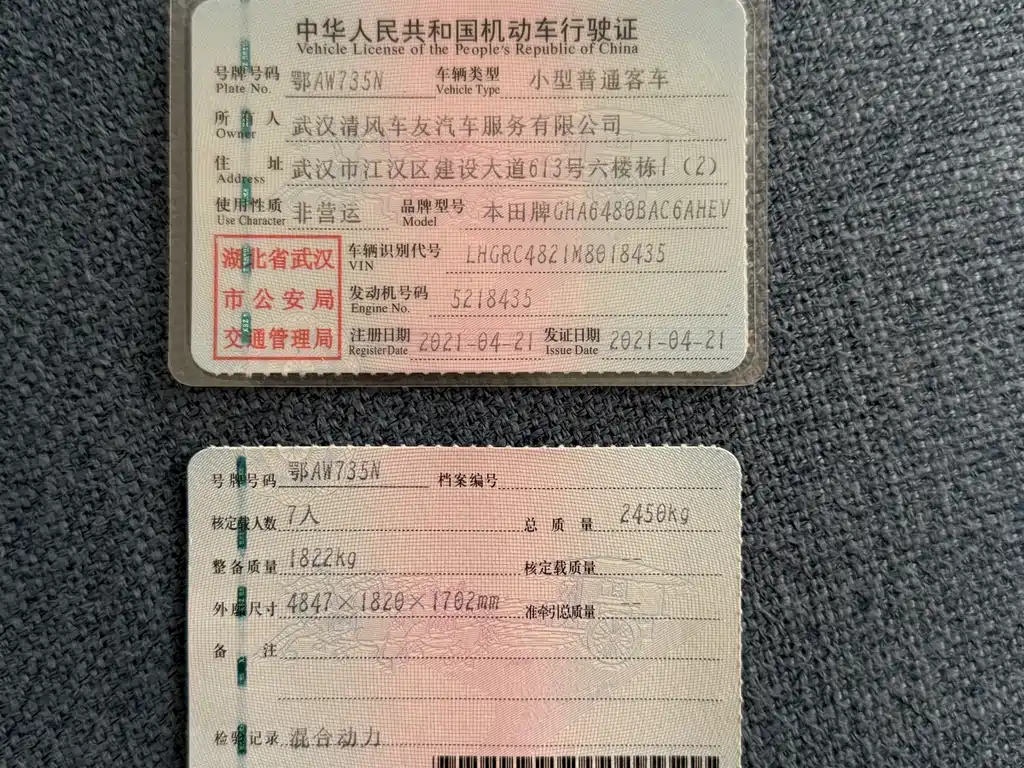 中华人民共和国机动车行驶证
Vehicle License of the People's Republic of China
号牌号码 鄂AW735N 车辆类型 小型普通客车
Plate No. Vehicle Type
所有人 武汉清风车友汽车服务有限公司
Owner
住址 武汉市江汉区建设大道613号六楼栋1（2）
Address
使用性质 非营运 品牌型号 本田牌GHA6480BAC6AHEV
Use Character Model
湖北省武汉
市公安局
交通管理局
车辆识别代号 LHGRC4821M8018435
VIN
发动机号码 5218435
Engine No.
注册日期 2021-04-21 发证日期 2021-04-21
Register Date Issue Date
号牌号码 鄂AW735N 档案编号
核定载人数 7人 总质量 2450kg
整备质量 1822kg 核定载质量 --
外廓尺寸 4847×1820×1702mm 准牵引总质量 --
备注
检验记录 混合动力